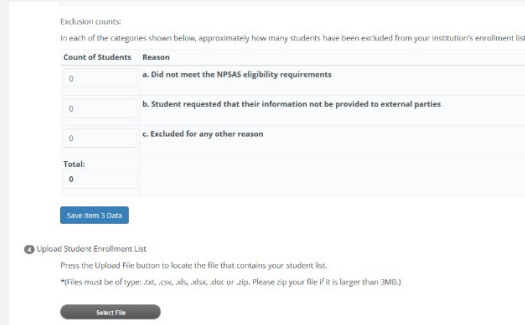 Exclusion counts:
In each of the categories shown below, approximately how many students have been excluded from your institution's enrollment list
Count of Students Reason
0 a. Did not meet the NPSAS eligibility requirements
0 b. Student requested that their information not be provided to external parties
0 c. Excluded for any other reason
Total:
0
Save Item 3 Data
4 Upload Student Enrollment List
Press the Upload File button to locate the file that contains your student list.
*(Files must be of type: .txt, .csv, .xls, .xlsx, .doc or .zip. Please zip your file if it is larger than 3MB.)
Select File